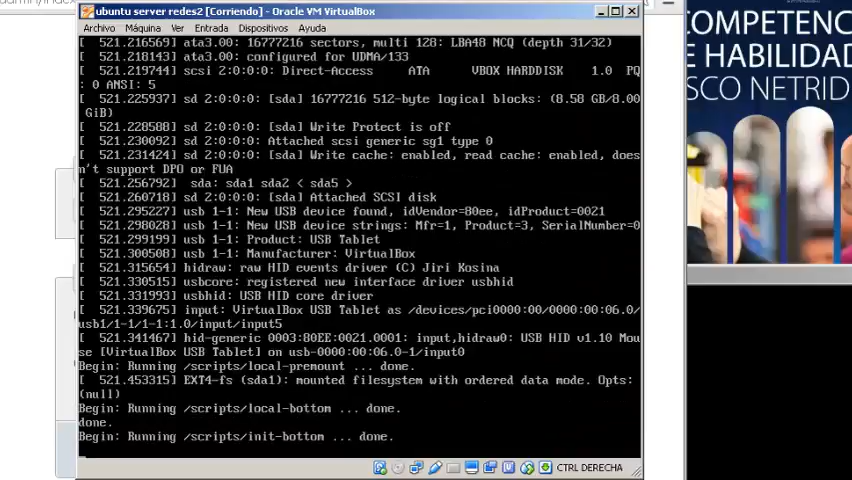 ubuntu server redes2 [Corriendo] - Oracle VM VirtualBox
Archivo Máquina Ver Entrada Dispositivos Ayuda
[ 521.216569] ata3.00: 16777216 sectors, multi 128: LBA48 NCQ (depth 31/32)
[ 521.218143] ata3.00: configured for UDMA/133
[ 521.219744] scsi 2:0:0:0: Direct-Access ATA VBOX HARDDISK 1.0 PQ
: 0 ANSI: 5
[ 521.225937] sd 2:0:0:0: [sda] 16777216 512-byte logical blocks: (8.58 GB/8.00
GiB)
[ 521.228588] sd 2:0:0:0: [sda] Write Protect is off
[ 521.230092] sd 2:0:0:0: Attached scsi generic sg1 type 0
[ 521.231424] sd 2:0:0:0: [sda] Write cache: enabled, read cache: enabled, does
n't support DPO or FUA
[ 521.256792] sda: sda1 sda2 < sda5 >
[ 521.260718] sd 2:0:0:0: [sda] Attached SCSI disk
[ 521.295227] usb 1-1: New USB device found, idVendor=80ee, idProduct=0021
[ 521.298028] usb 1-1: New USB device strings: Mfr=1, Product=3, SerialNumber=0
[ 521.299199] usb 1-1: Product: USB Tablet
[ 521.300508] usb 1-1: Manufacturer: VirtualBox
[ 521.315654] hidraw: raw HID events driver (C) Jiri Kosina
[ 521.330515] usbcore: registered new interface driver usbhid
[ 521.331993] usbhid: USB HID core driver
[ 521.339675] input: VirtualBox USB Tablet as /devices/pci0000:00/0000:00:06.0/
usb1/1-1/1-1:1.0/input/input5
[ 521.341467] hid-generic 0003:80EE:0021.0001: input,hidraw0: USB HID v1.10 Mou
se [VirtualBox USB Tablet] on usb-0000:00:06.0-1/input0
Begin: Running /scripts/local-premount ... done.
[ 521.453315] EXT4-fs (sda1): mounted filesystem with ordered data mode. Opts:
(null)
Begin: Running /scripts/local-bottom ... done.
done.
Begin: Running /scripts/init-bottom ... done.
CTRL DERECHA
COMPETENC
E HABILIDA
SCO NETRID